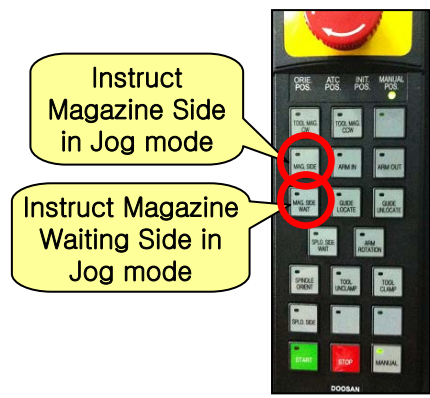 Instruct
Magazine Side
in Jog mode
Instruct Magazine
Waiting Side in
Jog mode
ORIE. POS.
ATC POS.
INIT. POS.
MANUAL POS.
TOOL MAG. CW
TOOL MAG. CCW
MAG. SIDE
ARM IN
ARM OUT
MAG. SIDE WAIT
GUIDE LOCATE
GUIDE UNLOCATE
SPLD. SIDE WAIT
ARM ROTATION
SPINDLE ORIENT
TOOL UNCLAMP
TOOL CLAMP
SPLD. SIDE
START
STOP
MANUAL
DOOSAN